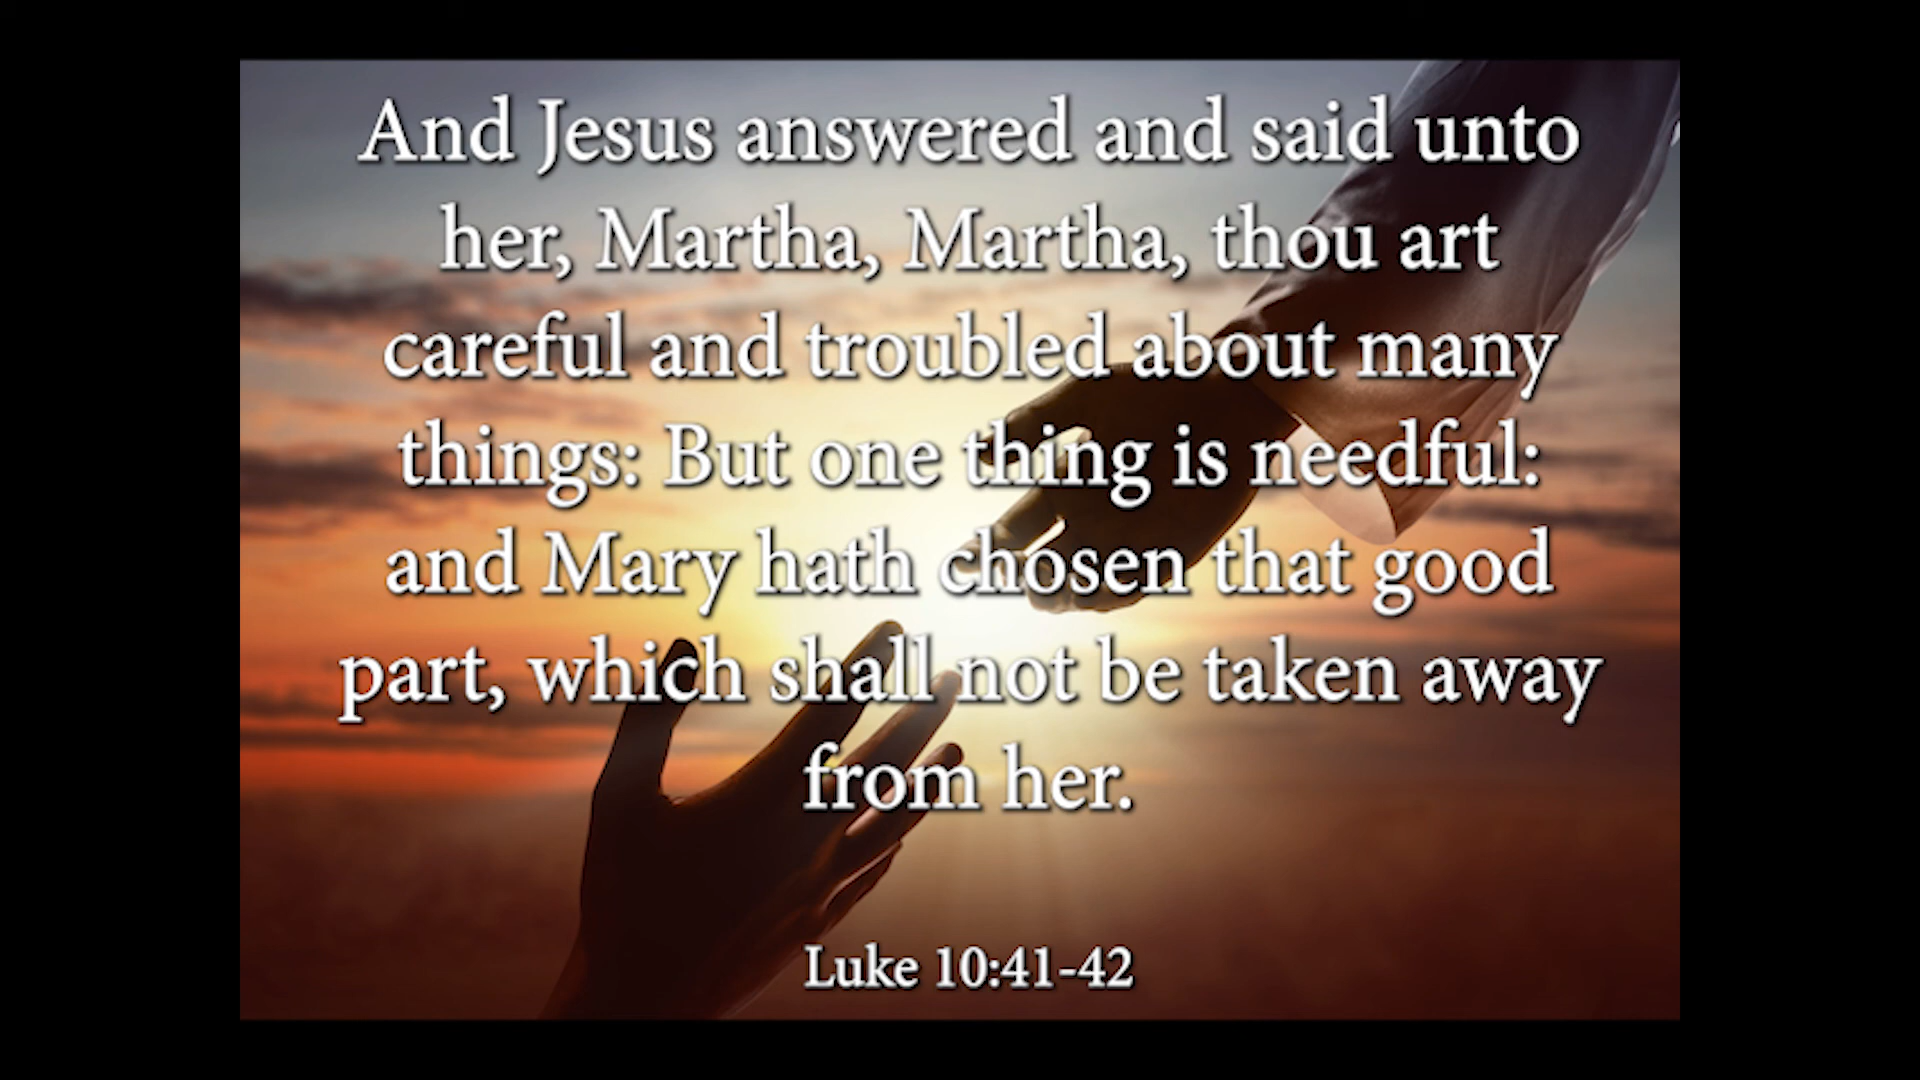 And Jesus answered and said unto
her, Martha, Martha, thou art
careful and troubled about many
things: But one thing is needful:
and Mary hath chosen that good
part, which shall not be taken away
from her.
Luke 10:41-42